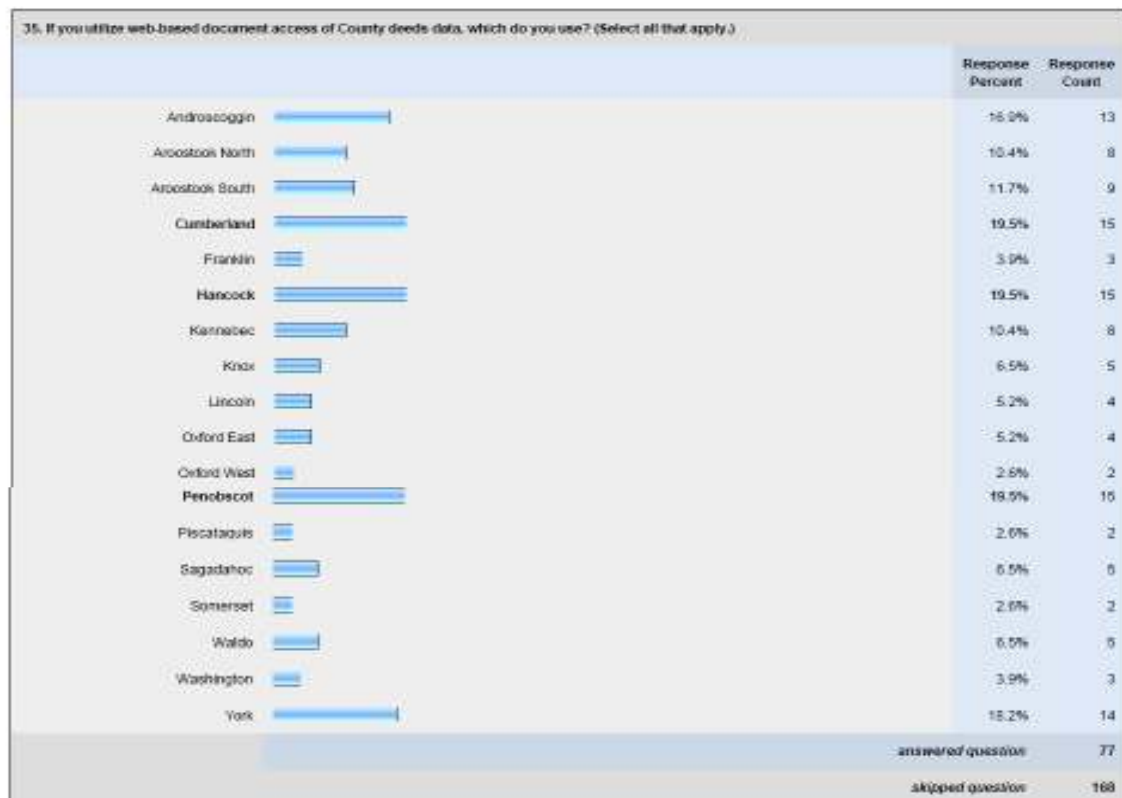 35. If you utilize web-based document access of County deeds data, which do you use? (Select all that apply.)
Response Percent Response Count
Androscoggin 16.9% 13
Aroostook North 10.4% 8
Aroostook South 11.7% 9
Cumberland 19.5% 15
Franklin 3.9% 3
Hancock 19.5% 15
Kennebec 10.4% 8
Knox 6.5% 5
Lincoln 5.2% 4
Oxford East 5.2% 4
Oxford West 2.6% 2
Penobscot 19.5% 15
Piscataquis 2.6% 2
Sagadahoc 6.5% 5
Somerset 2.6% 2
Waldo 6.5% 5
Washington 3.9% 3
York 18.2% 14
answered question 77
skipped question 168